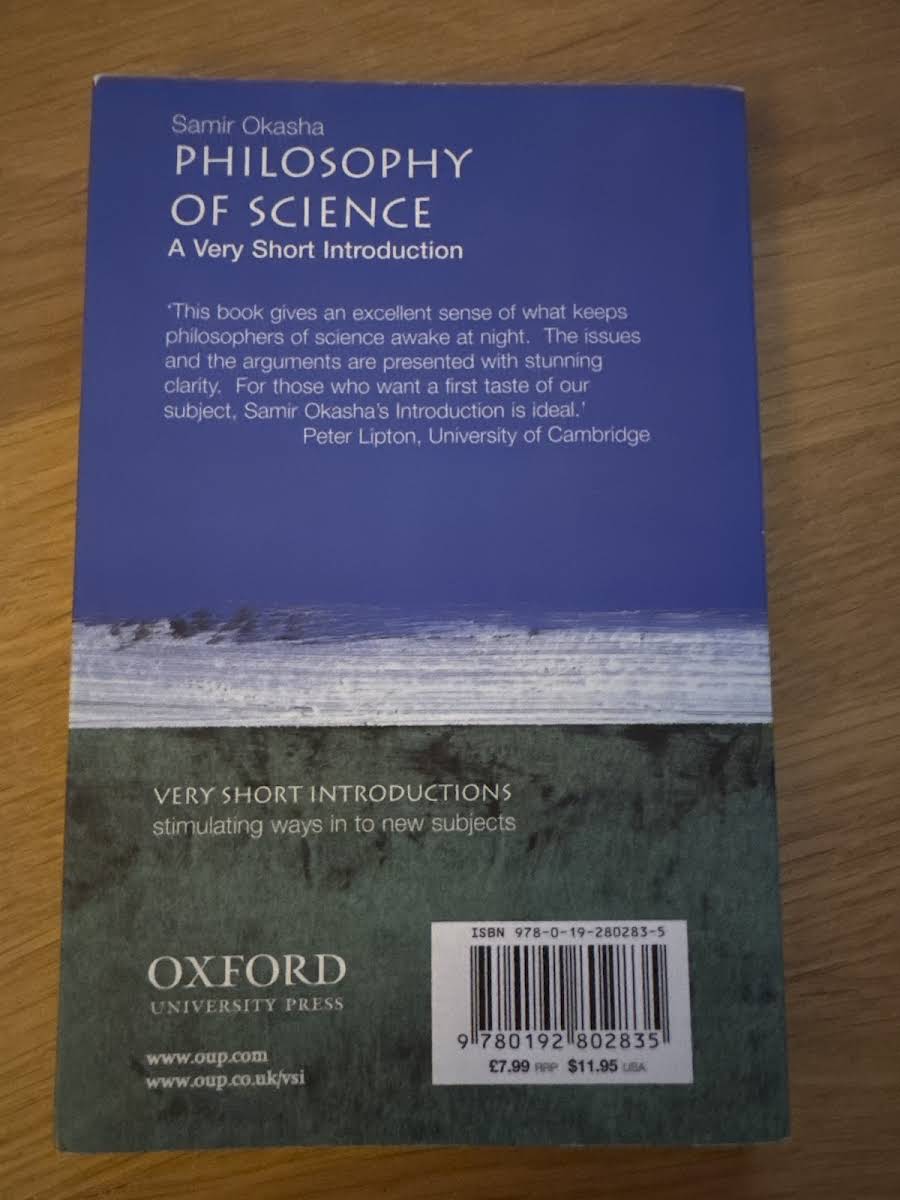 Samir Okasha
PHILOSOPHY
OF SCIENCE
A Very Short Introduction
‘This book gives an excellent sense of what keeps
philosophers of science awake at night. The issues
and the arguments are presented with stunning
clarity. For those who want a first taste of our
subject, Samir Okasha’s Introduction is ideal.’
Peter Lipton, University of Cambridge
VERY SHORT INTRODUCTIONS
stimulating ways in to new subjects
OXFORD
UNIVERSITY PRESS
www.oup.com
www.oup.co.uk/vsi
ISBN 978-0-19-280283-5
9 780192 802835
£7.99 RRP $11.95 USA